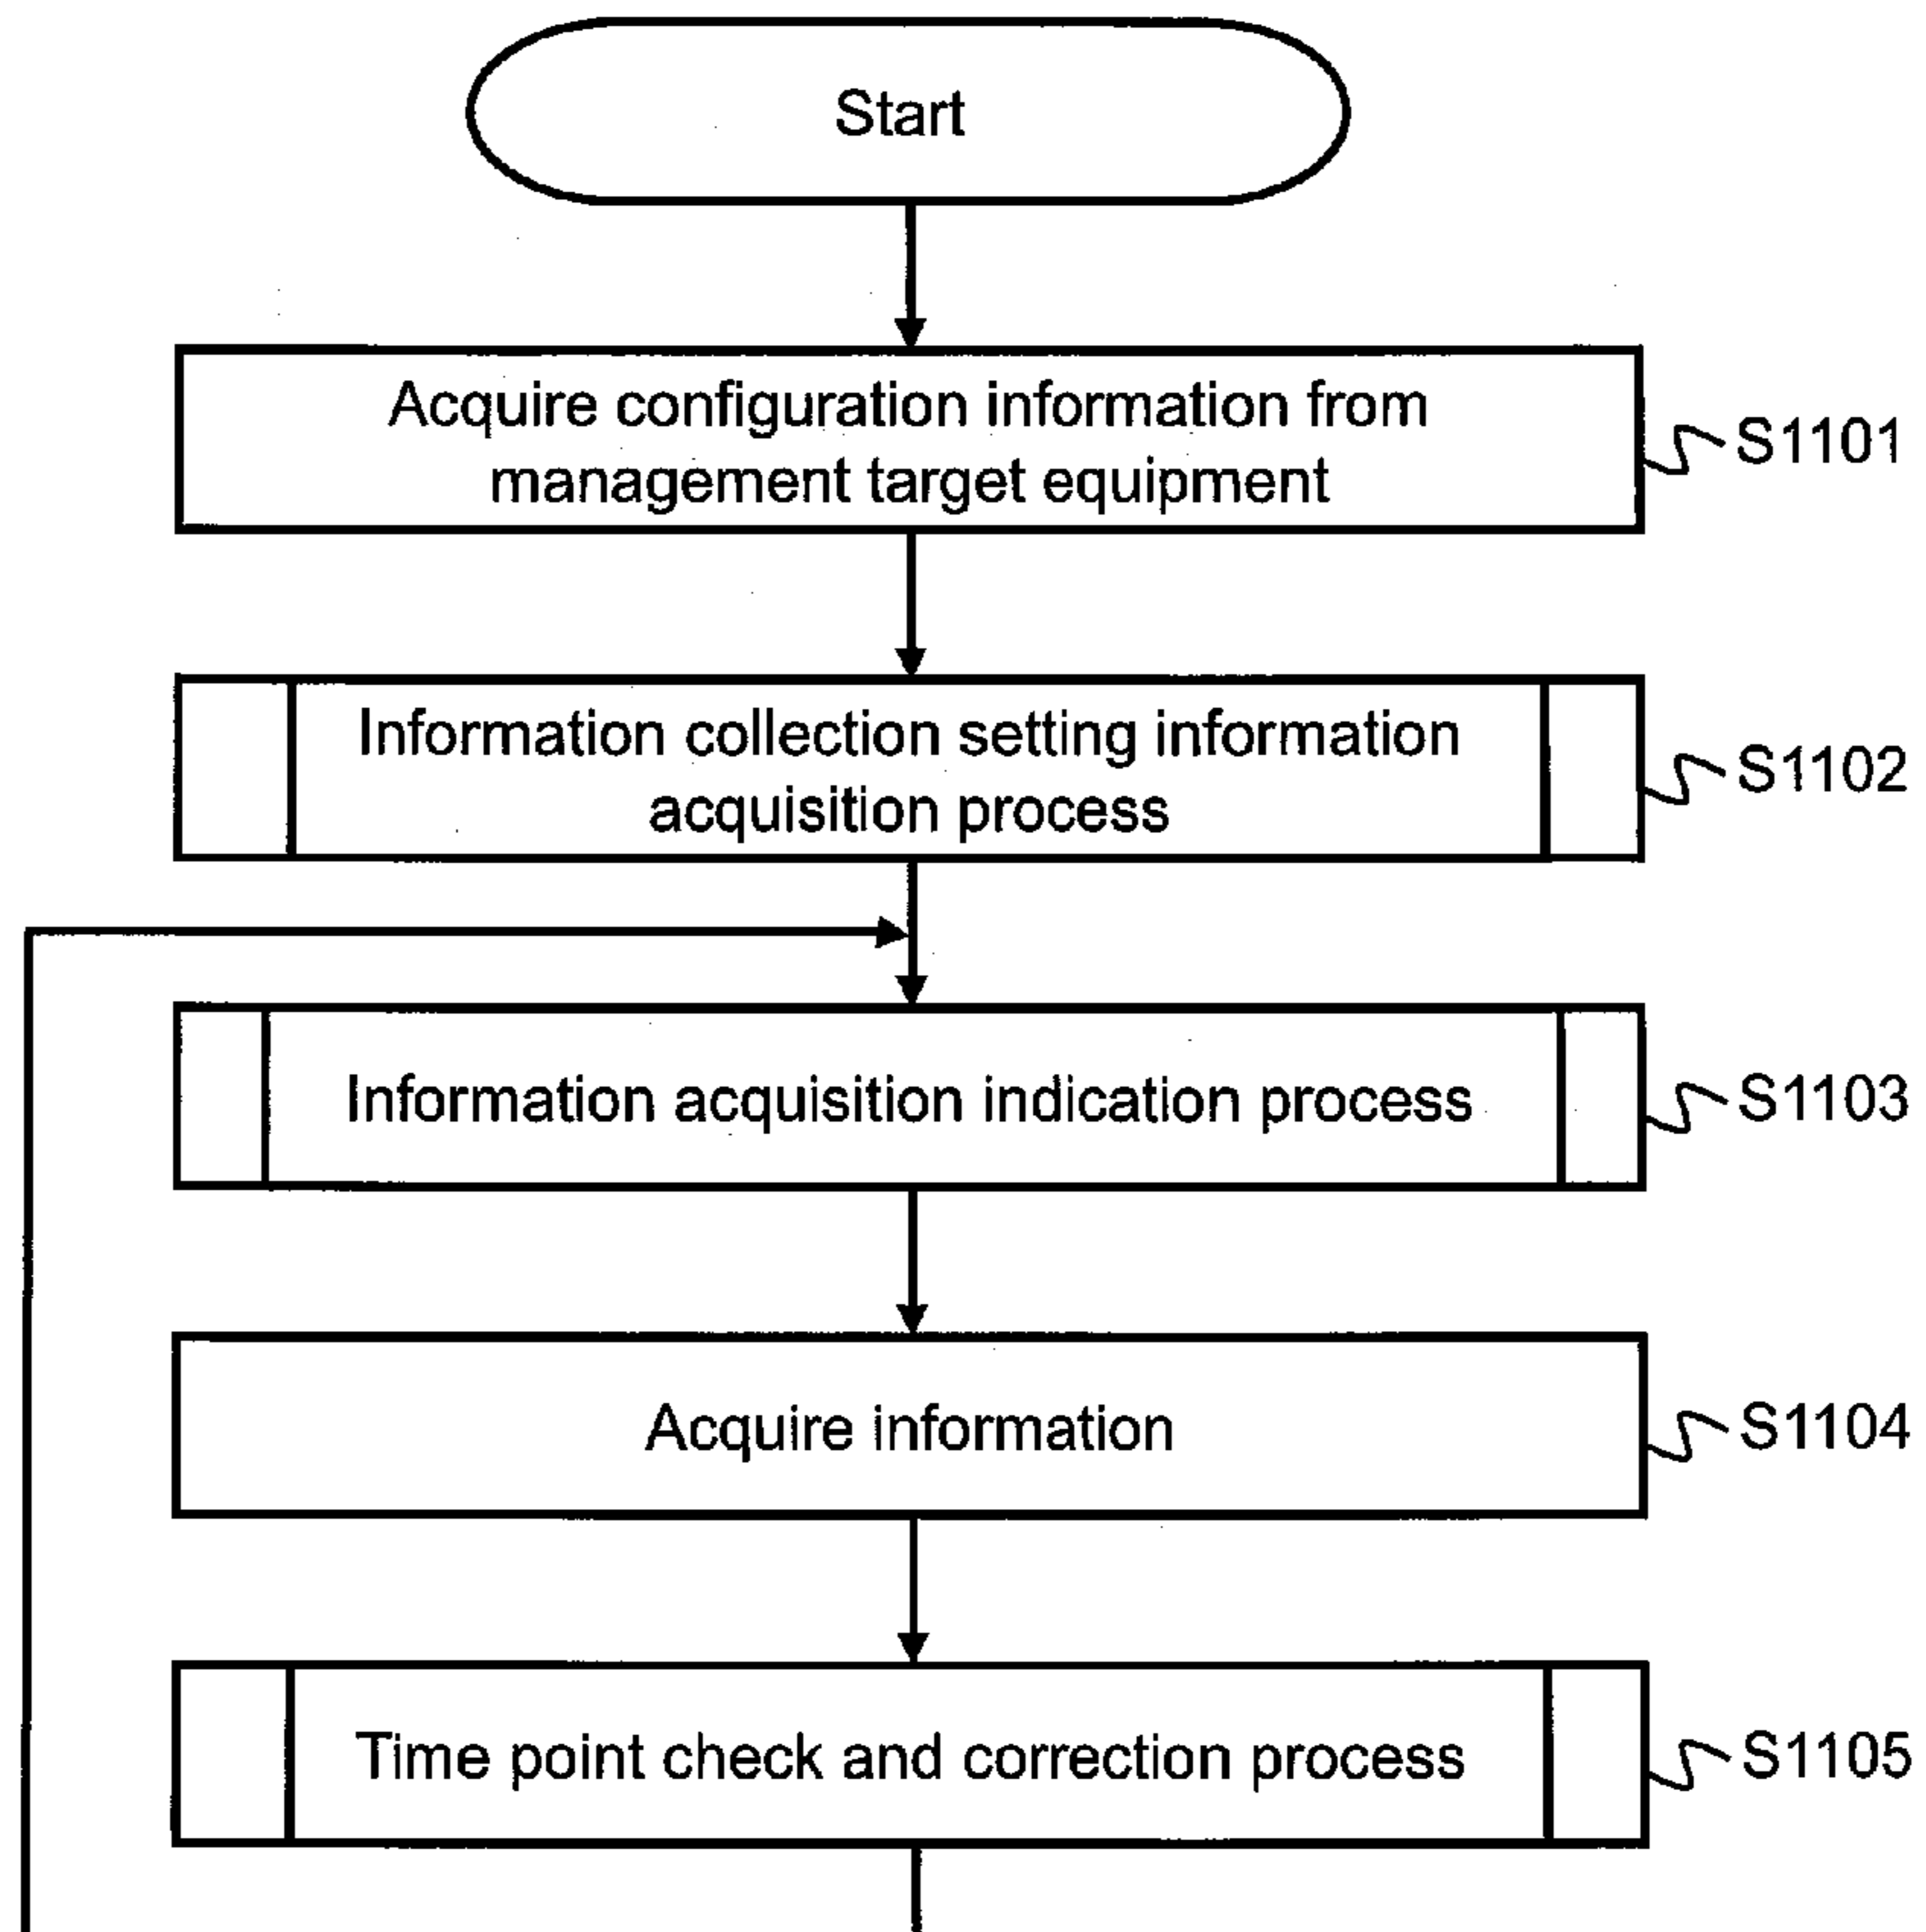 Start
Acquire configuration information from
management target equipment
S1101
Information collection setting information
acquisition process
S1102
Information acquisition indication process
S1103
Acquire information
S1104
Time point check and correction process
S1105